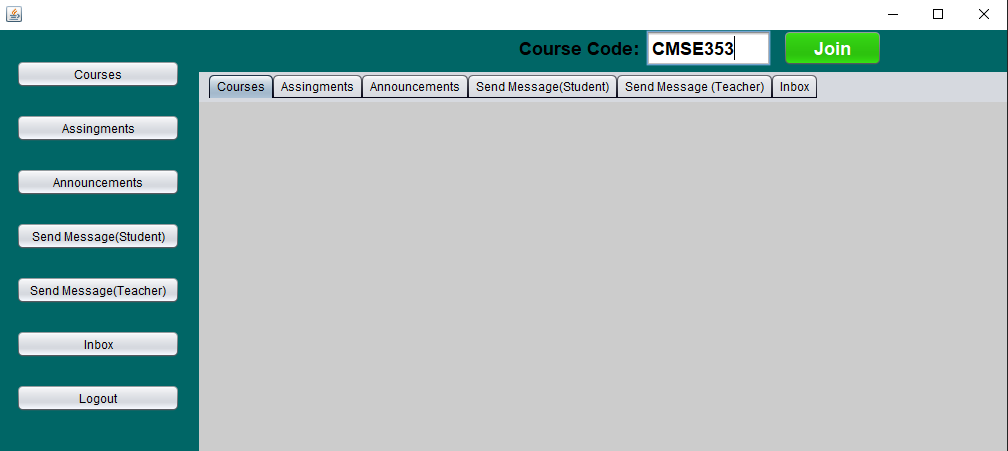 Course Code: CMSE353 Join
Courses Assingments Announcements Send Message(Student) Send Message (Teacher) Inbox
Courses
Assingments
Announcements
Send Message(Student)
Send Message(Teacher)
Inbox
Logout